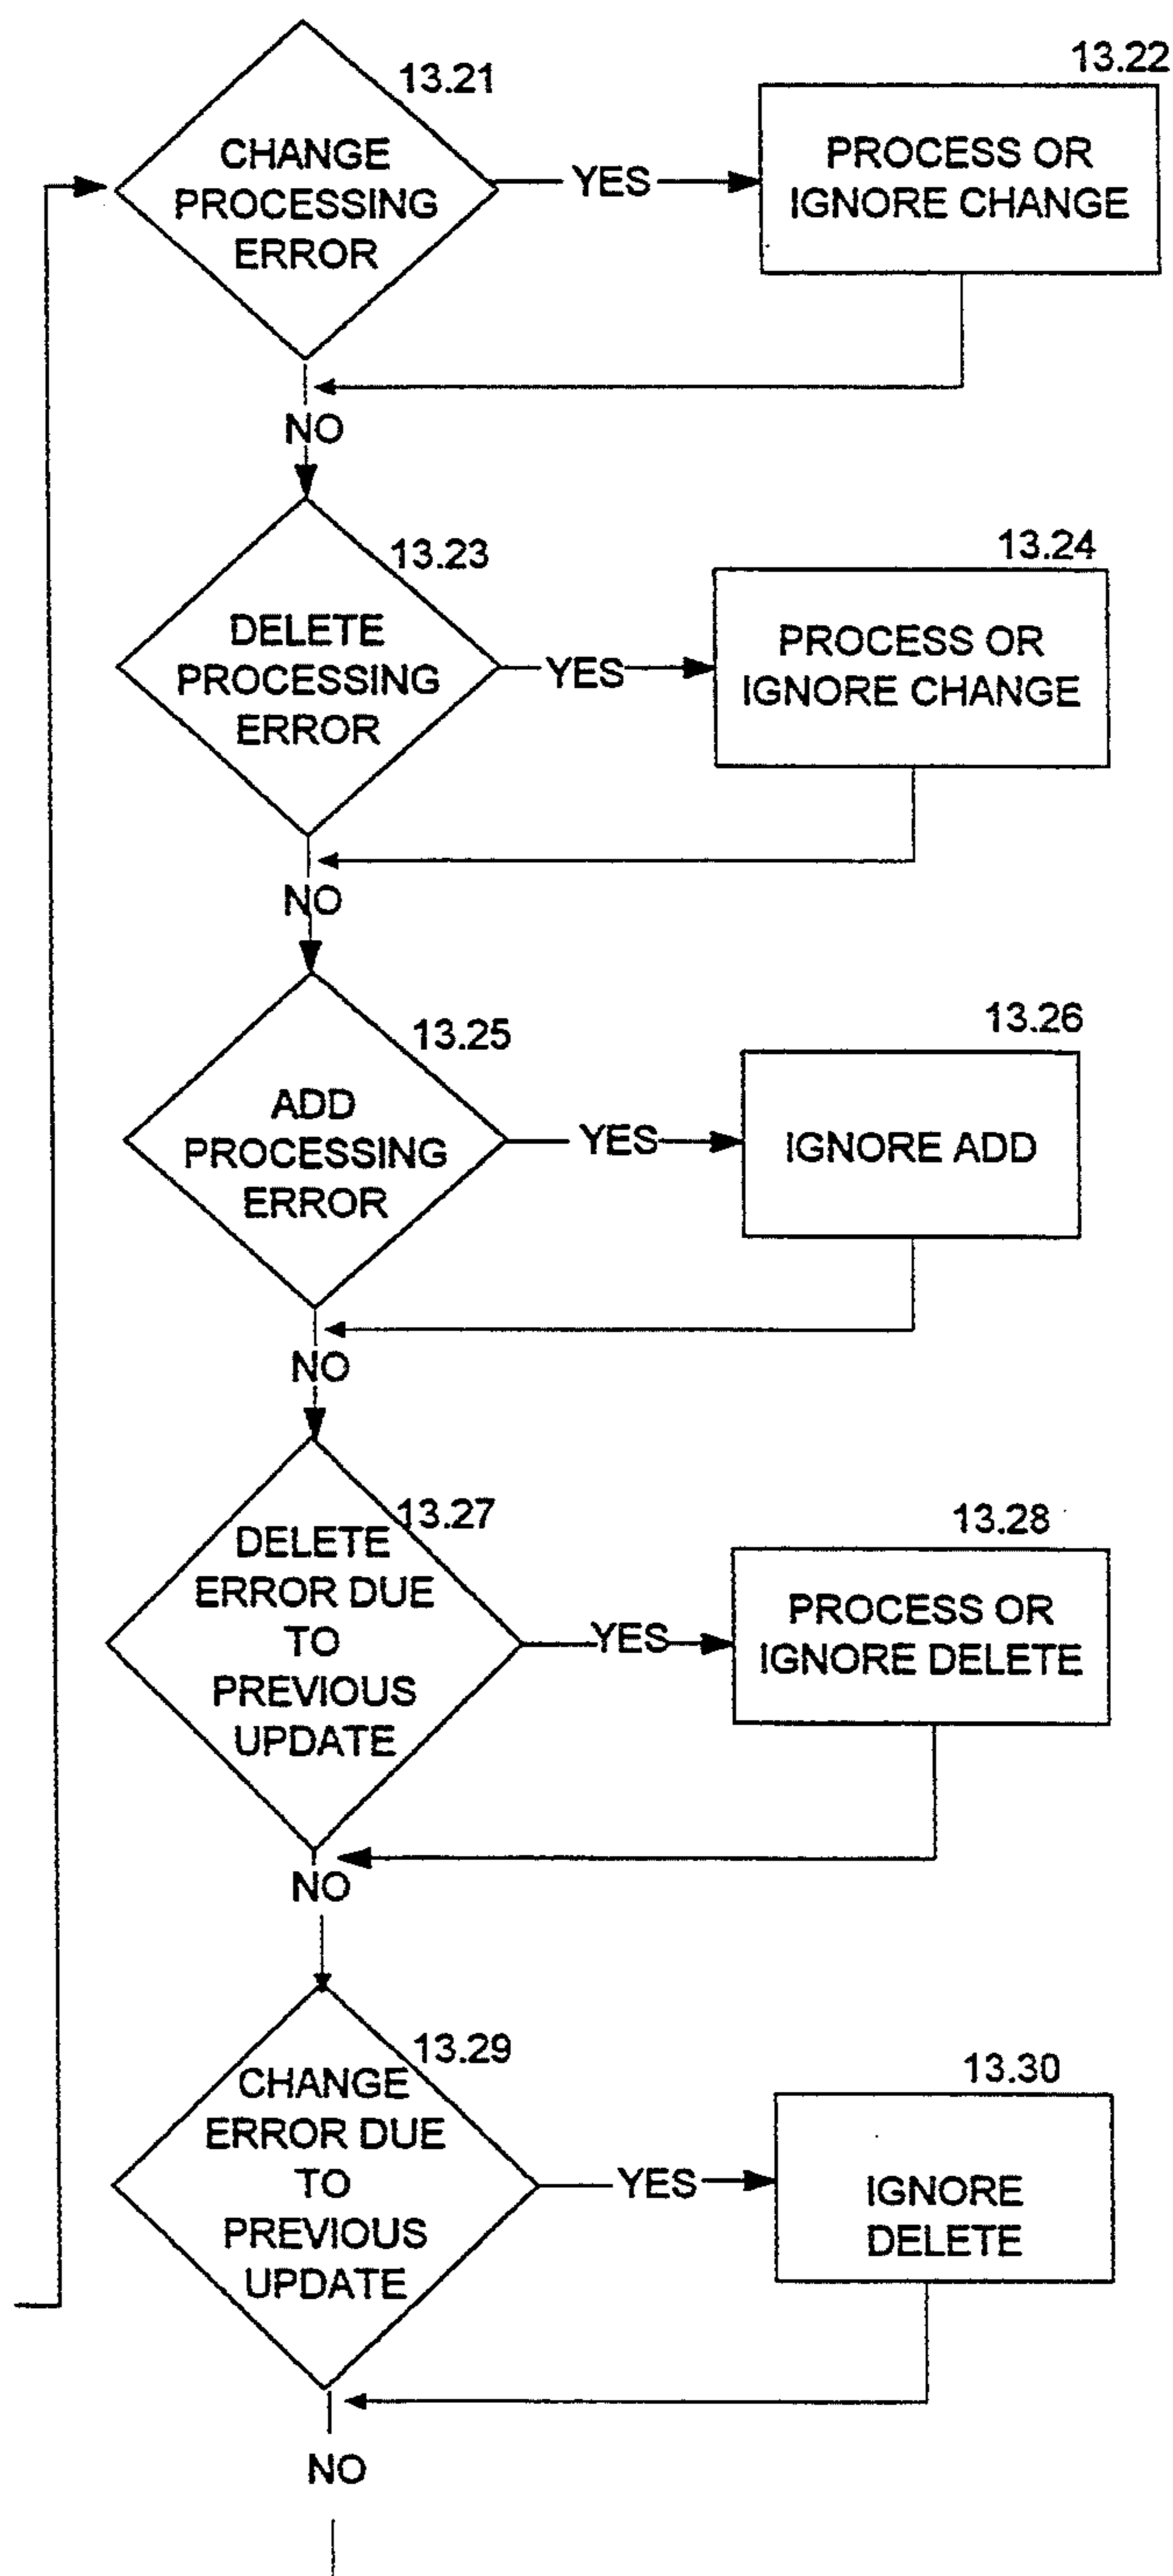 13.21
CHANGE
PROCESSING
ERROR
YES
13.22
PROCESS OR
IGNORE CHANGE
NO
13.23
DELETE
PROCESSING
ERROR
YES
13.24
PROCESS OR
IGNORE CHANGE
NO
13.25
ADD
PROCESSING
ERROR
YES
13.26
IGNORE ADD
NO
13.27
DELETE
ERROR DUE
TO
PREVIOUS
UPDATE
YES
13.28
PROCESS OR
IGNORE DELETE
NO
13.29
CHANGE
ERROR DUE
TO
PREVIOUS
UPDATE
YES
13.30
IGNORE
DELETE
NO